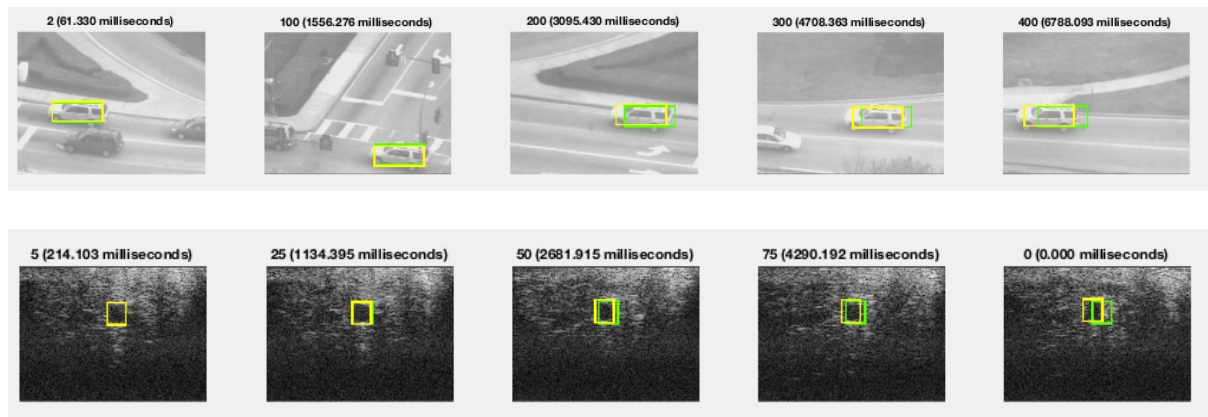 2 (61.330 milliseconds)
100 (1556.276 milliseconds)
200 (3095.430 milliseconds)
300 (4708.363 milliseconds)
400 (6788.093 milliseconds)
5 (214.103 milliseconds)
25 (1134.395 milliseconds)
50 (2681.915 milliseconds)
75 (4290.192 milliseconds)
0 (0.000 milliseconds)